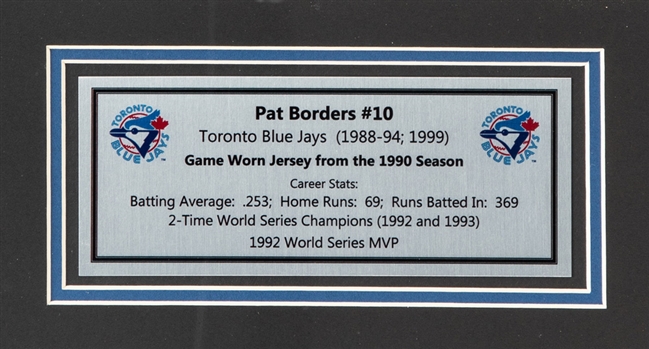 TORONTO
BLUE JAYS
Pat Borders #10
TORONTO
BLUE JAYS
Toronto Blue Jays (1988-94; 1999)
Game Worn Jersey from the 1990 Season
Career Stats:
Batting Average: .253; Home Runs: 69; Runs Batted In: 369
2-Time World Series Champions (1992 and 1993)
1992 World Series MVP